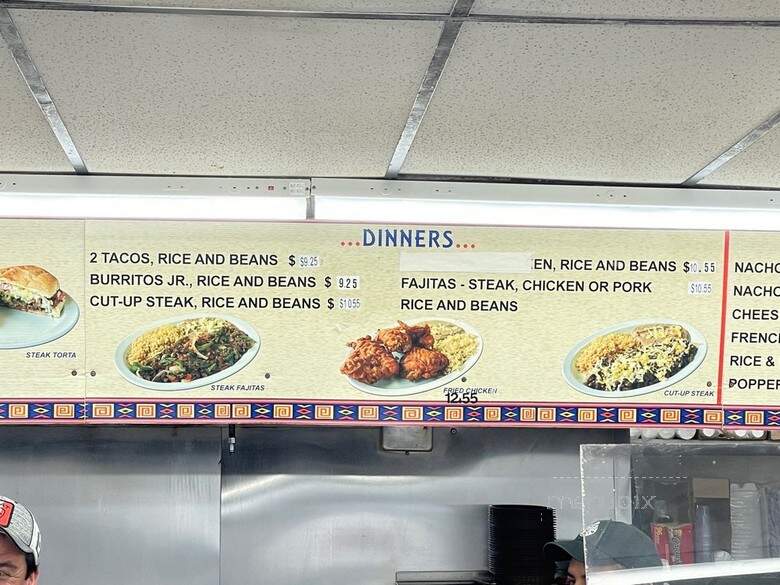 ...DINNERS...
2 TACOS, RICE AND BEANS $ $9.25
BURRITOS JR., RICE AND BEANS $ 9.25
CUT-UP STEAK, RICE AND BEANS $ $10.55
EN, RICE AND BEANS $10.55
FAJITAS - STEAK, CHICKEN OR PORK $10.55
RICE AND BEANS
STEAK TORTA
STEAK FAJITAS
FRIED CHICKEN
12.55
CUT-UP STEAK
NACHO
NACHO
CHEES
FRENC
RICE &
POPPER